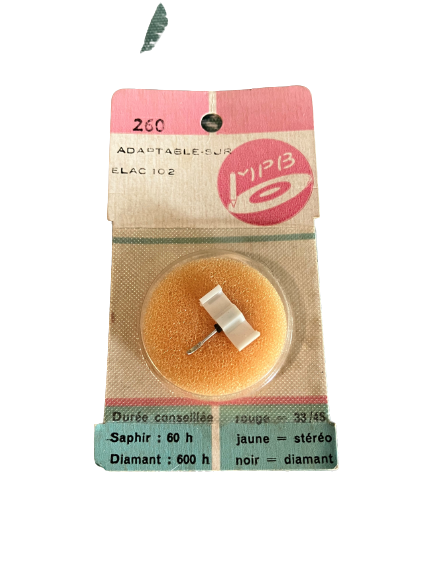 260
ADAPTABLE-SUR
ELAC 102
MPB
Durée conseillée rouge = 33/45
Saphir : 60 h jaune = stéréo
Diamant : 600 h noir = diamant